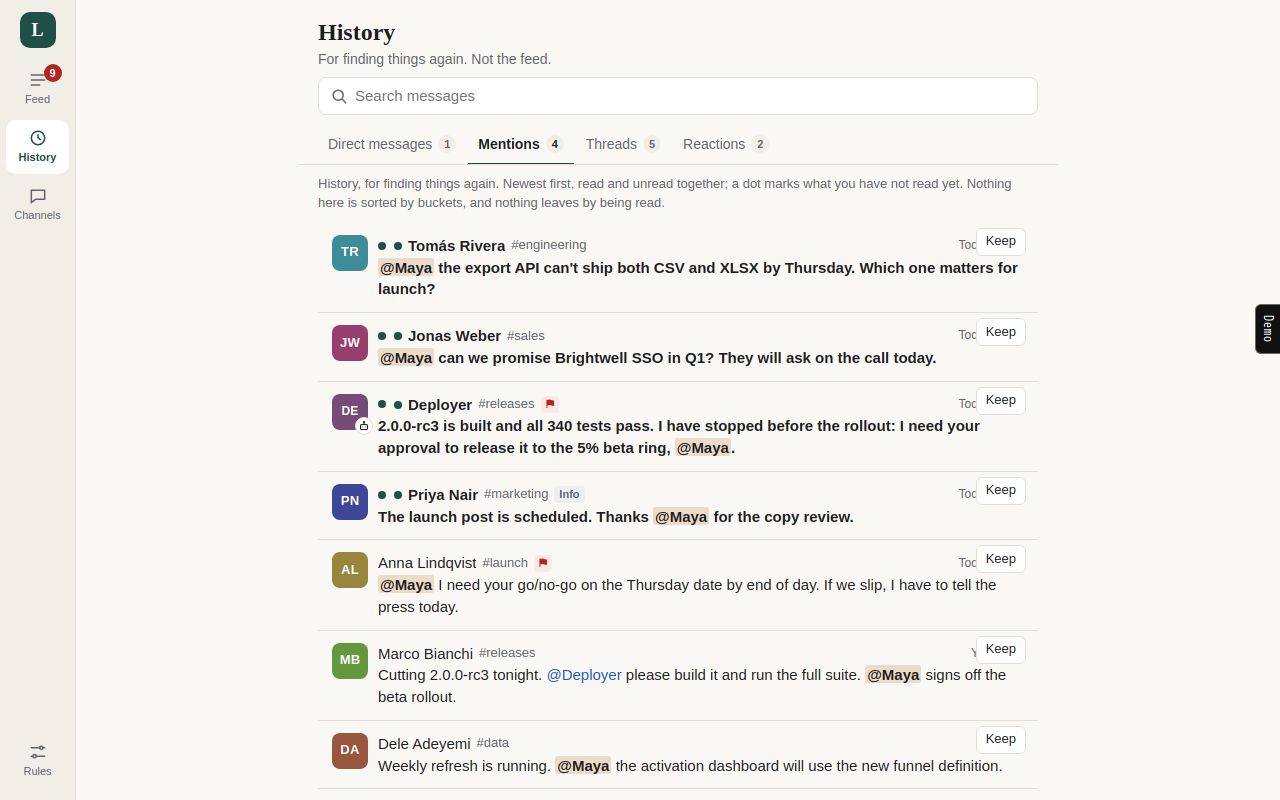 L
9
Feed
History
Channels
Rules
History
For finding things again. Not the feed.
Search messages
Direct messages 1 Mentions 4 Threads 5 Reactions 2
History, for finding things again. Newest first, read and unread together; a dot marks what you have not read yet. Nothing
here is sorted by buckets, and nothing leaves by being read.
TR Tomás Rivera #engineering Keep
@Maya the export API can't ship both CSV and XLSX by Thursday. Which one matters for
launch?
JW Jonas Weber #sales Keep
@Maya can we promise Brightwell SSO in Q1? They will ask on the call today.
DE Deployer #releases Keep
2.0.0-rc3 is built and all 340 tests pass. I have stopped before the rollout: I need your
approval to release it to the 5% beta ring, @Maya.
PN Priya Nair #marketing Info Keep
The launch post is scheduled. Thanks @Maya for the copy review.
AL Anna Lindqvist #launch Keep
@Maya I need your go/no-go on the Thursday date by end of day. If we slip, I have to tell the
press today.
MB Marco Bianchi #releases Keep
Cutting 2.0.0-rc3 tonight. @Deployer please build it and run the full suite. @Maya signs off the
beta rollout.
DA Dele Adeyemi #data Keep
Weekly refresh is running. @Maya the activation dashboard will use the new funnel definition.
Demo